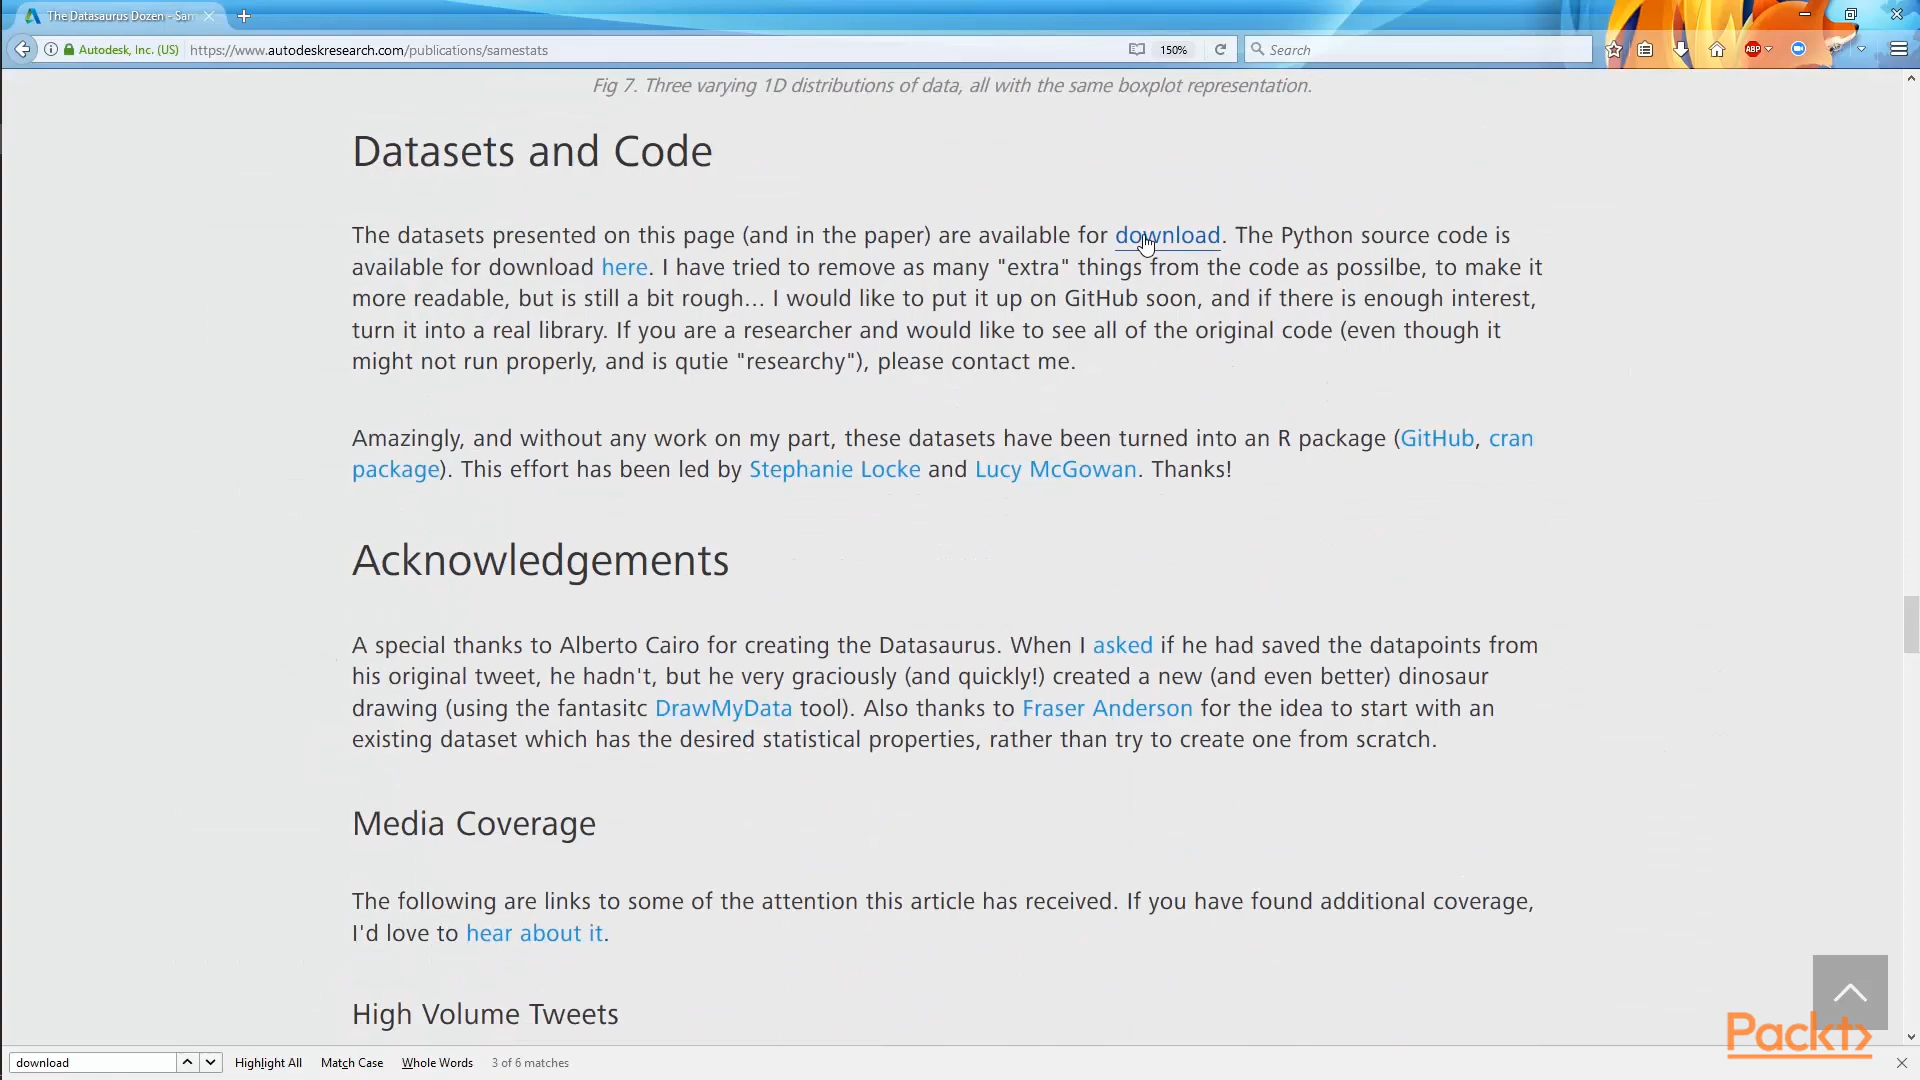 The Datasaurus Dozen - Sam
Autodesk, Inc. (US)
https://www.autodeskresearch.com/publications/samestats
150%
Search
ABP
Fig 7. Three varying 1D distributions of data, all with the same boxplot representation.
Datasets and Code
The datasets presented on this page (and in the paper) are available for download. The Python source code is
available for download here. I have tried to remove as many "extra" things from the code as possilbe, to make it
more readable, but is still a bit rough... I would like to put it up on GitHub soon, and if there is enough interest,
turn it into a real library. If you are a researcher and would like to see all of the original code (even though it
might not run properly, and is qutie "researchy"), please contact me.
Amazingly, and without any work on my part, these datasets have been turned into an R package (GitHub, cran
package). This effort has been led by Stephanie Locke and Lucy McGowan. Thanks!
Acknowledgements
A special thanks to Alberto Cairo for creating the Datasaurus. When I asked if he had saved the datapoints from
his original tweet, he hadn't, but he very graciously (and quickly!) created a new (and even better) dinosaur
drawing (using the fantasitc DrawMyData tool). Also thanks to Fraser Anderson for the idea to start with an
existing dataset which has the desired statistical properties, rather than try to create one from scratch.
Media Coverage
The following are links to some of the attention this article has received. If you have found additional coverage,
I'd love to hear about it.
High Volume Tweets
Packt>
download
Highlight All
Match Case
Whole Words
3 of 6 matches